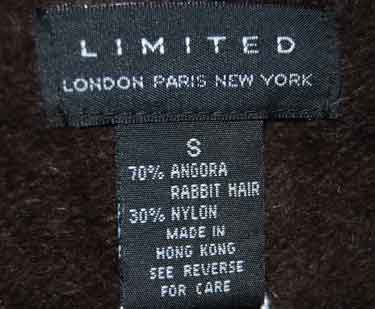 LIMITED
LONDON PARIS NEW YORK
S
70% ANGORA
RABBIT HAIR
30% NYLON
MADE IN
HONG KONG
SEE REVERSE
FOR CARE